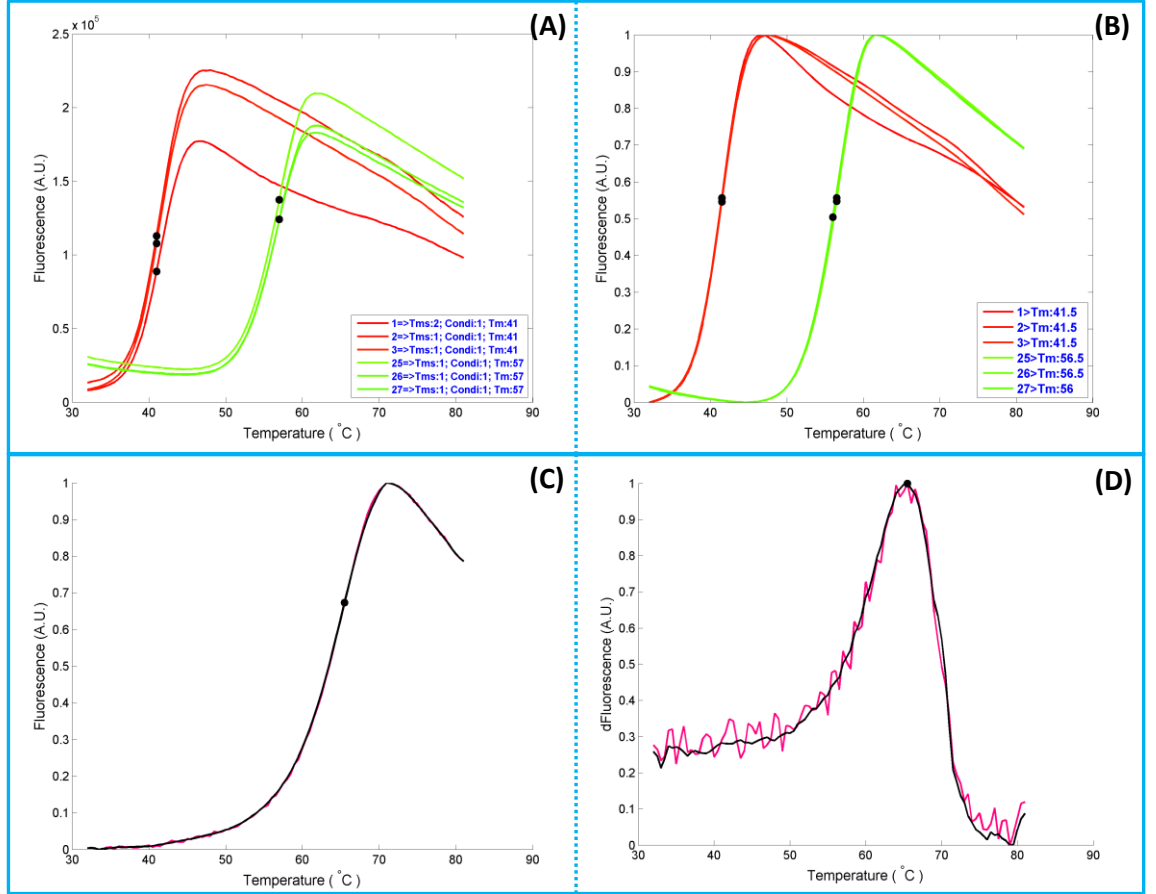 (A)
× 10⁵
2.5
2
1.5
1
0.5
0
Fluorescence (A.U.)
1=>Tms:2; Condi:1; Tm:41
2=>Tms:1; Condi:1; Tm:41
3=>Tms:1; Condi:1; Tm:41
25=>Tms:1; Condi:1; Tm:57
26=>Tms:1; Condi:1; Tm:57
27=>Tms:1; Condi:1; Tm:57
30 40 50 60 70 80 90
Temperature ( °C)
(B)
1
0.9
0.8
0.7
0.6
0.5
0.4
0.3
0.2
0.1
0
Fluorescence (A.U.)
1>Tm:41.5
2>Tm:41.5
3>Tm:41.5
25>Tm:56.5
26>Tm:56.5
27>Tm:56
30 40 50 60 70 80 90
Temperature ( °C)
(C)
1
0.9
0.8
0.7
0.6
0.5
0.4
0.3
0.2
0.1
0
Fluorescence (A.U.)
30 40 50 60 70 80 90
Temperature ( °C)
(D)
1
0.9
0.8
0.7
0.6
0.5
0.4
0.3
0.2
0.1
0
dFluorescence (A.U.)
30 40 50 60 70 80 90
Temperature ( °C)